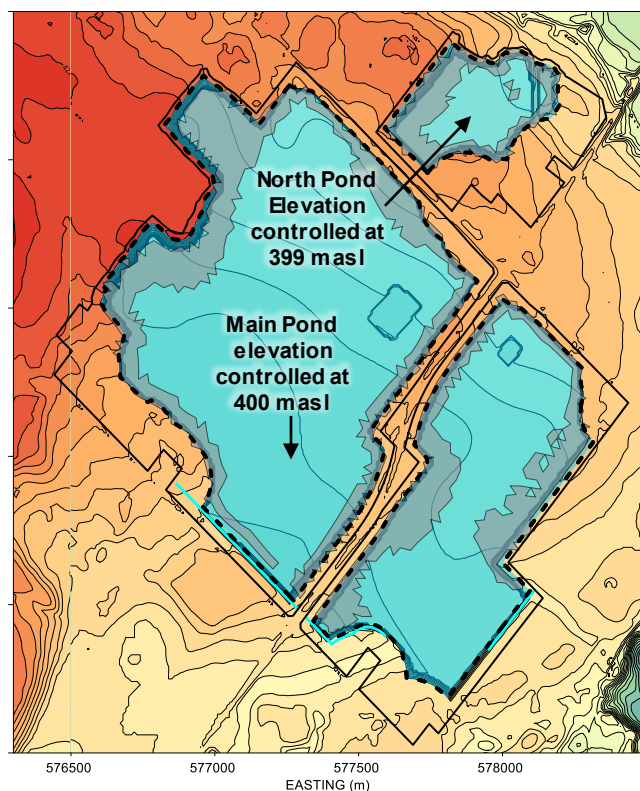 North Pond
Elevation
controlled at
399 masl
Main Pond
elevation
controlled at
400 masl
576500 577000 577500 578000
EASTING (m)